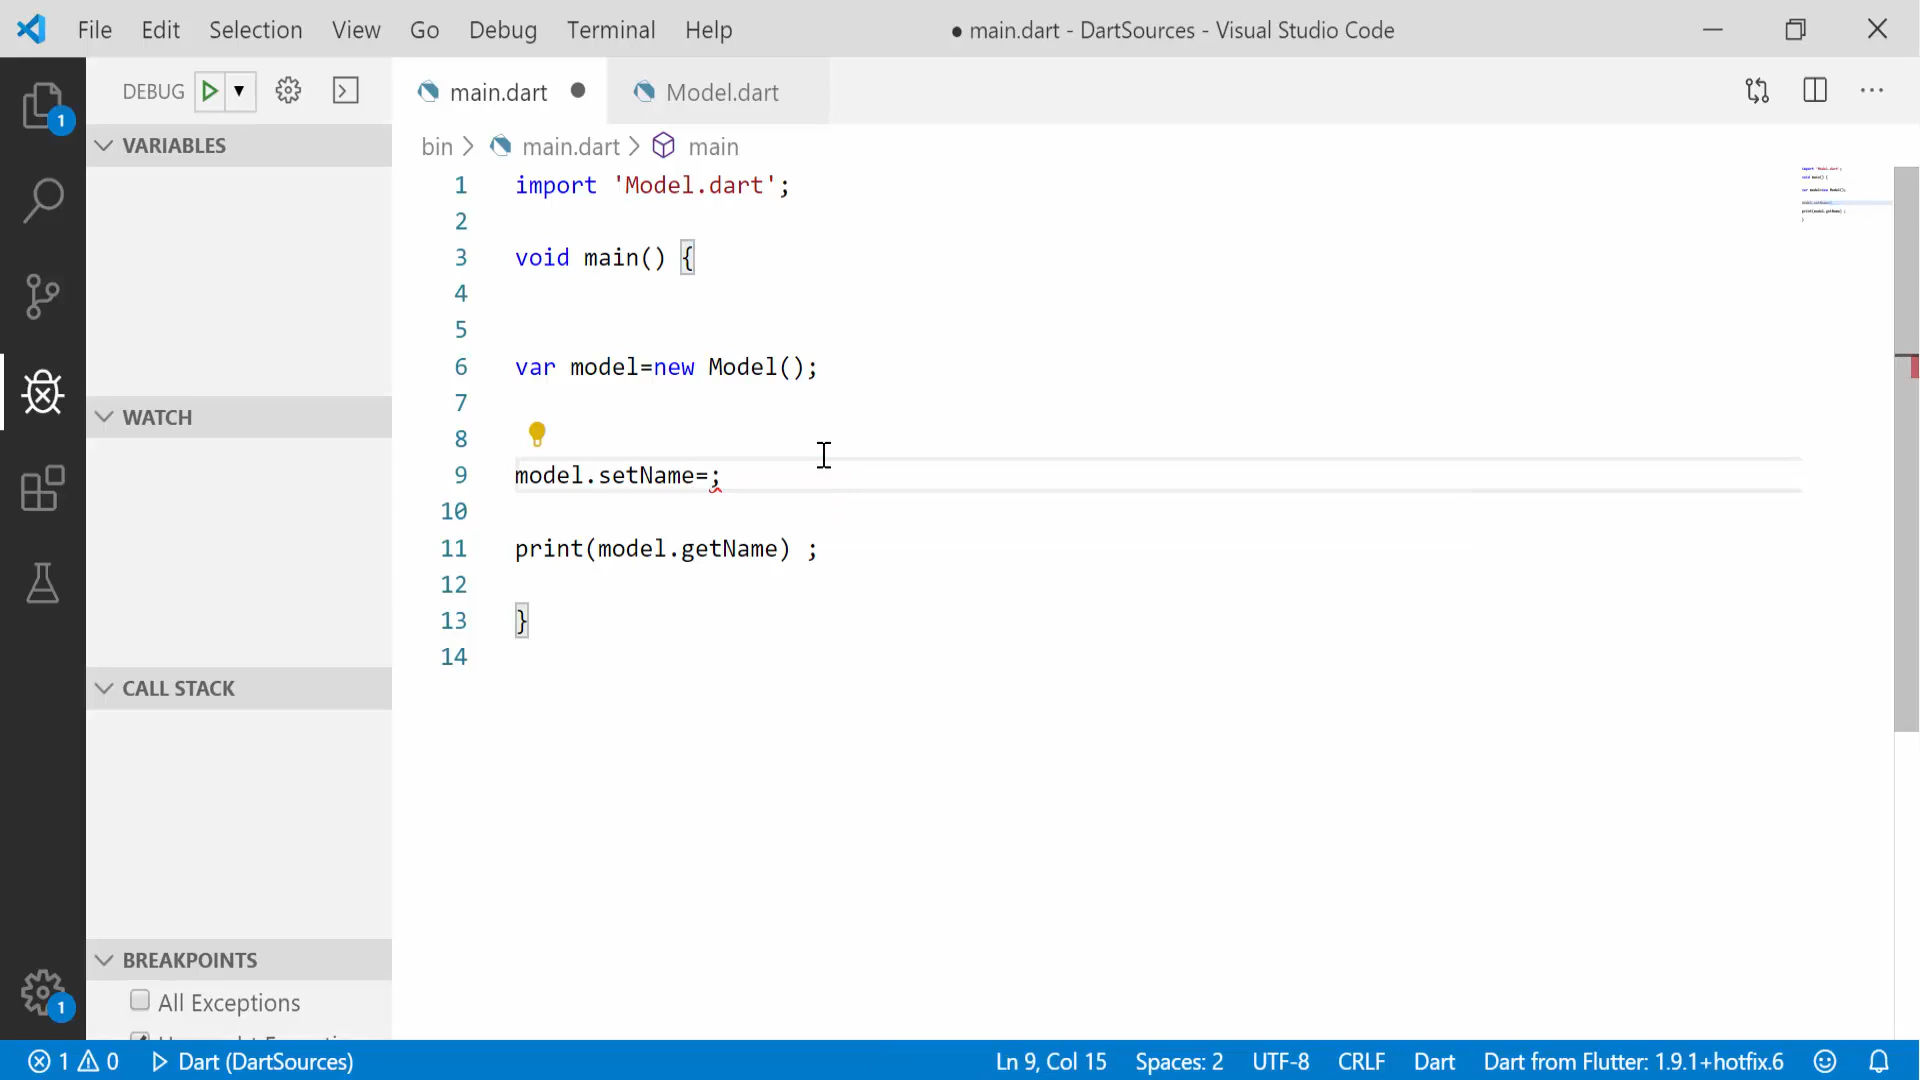 File Edit Selection View Go Debug Terminal Help ● main.dart - DartSources - Visual Studio Code
DEBUG
main.dart ● Model.dart
VARIABLES
WATCH
CALL STACK
BREAKPOINTS
All Exceptions
bin > main.dart > main
1 import 'Model.dart';
2
3 void main() {
4
5
6 var model=new Model();
7
8
9 model.setName=;
10
11 print(model.getName) ;
12
13 }
14
1
1
1 0 Dart (DartSources) Ln 9, Col 15 Spaces: 2 UTF-8 CRLF Dart Dart from Flutter: 1.9.1+hotfix.6